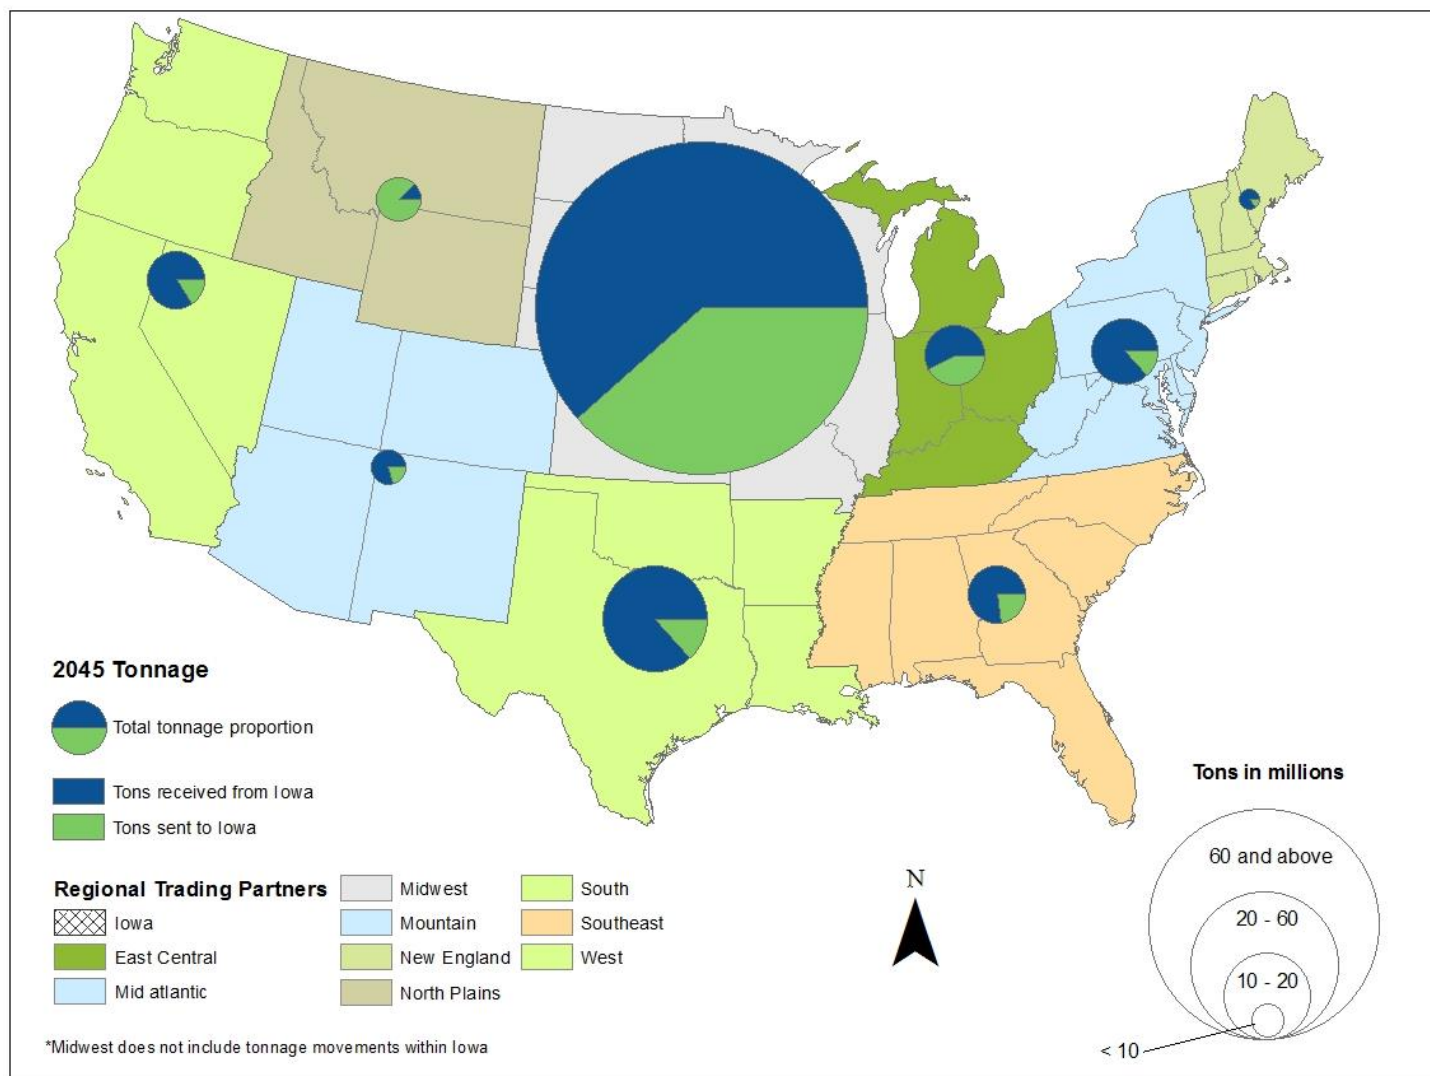 2045 Tonnage
Total tonnage proportion
Tons received from Iowa
Tons sent to Iowa
Regional Trading Partners
Iowa
East Central
Mid atlantic
Midwest
Mountain
New England
North Plains
South
Southeast
West
*Midwest does not include tonnage movements within Iowa
N
Tons in millions
60 and above
20 - 60
10 - 20
< 10